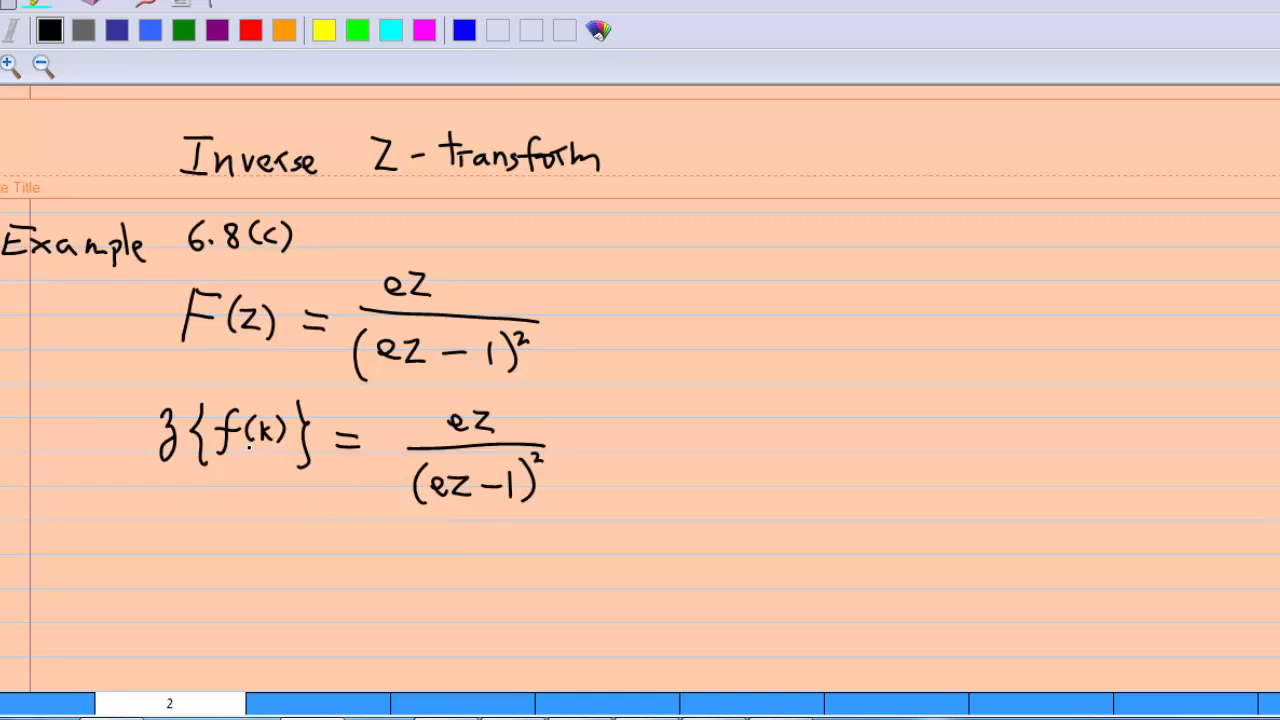 Inverse Z-transform
e Title
Example 6.8(c)
F(z) = ez / (ez - 1)²
𝓏{f(k)} = ez / (ez - 1)²
2